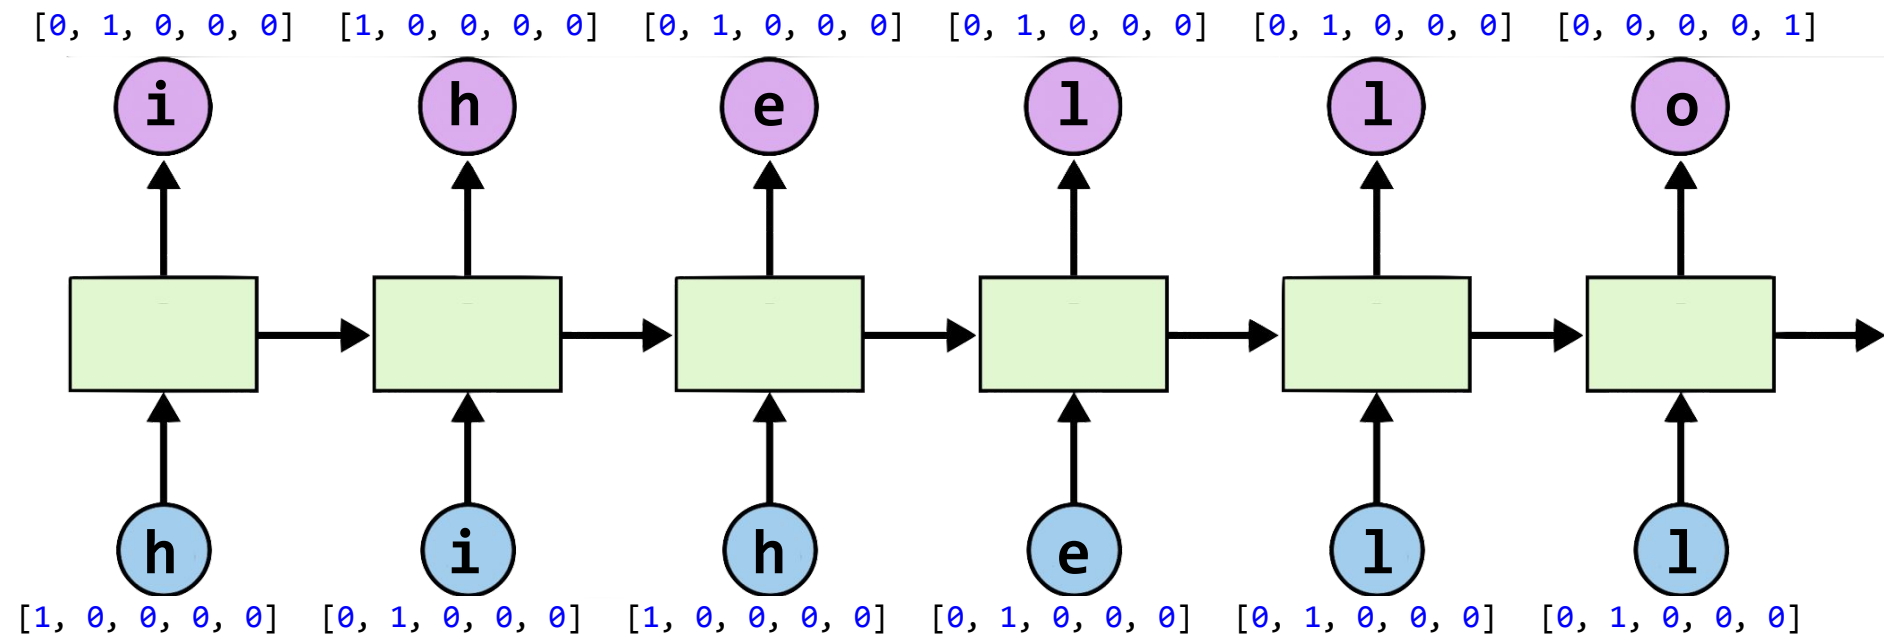 [0, 1, 0, 0, 0] [1, 0, 0, 0, 0] [0, 1, 0, 0, 0] [0, 1, 0, 0, 0] [0, 1, 0, 0, 0] [0, 0, 0, 0, 1]
i h e l l o
h i h e l l
[1, 0, 0, 0, 0] [0, 1, 0, 0, 0] [1, 0, 0, 0, 0] [0, 1, 0, 0, 0] [0, 1, 0, 0, 0] [0, 1, 0, 0, 0]